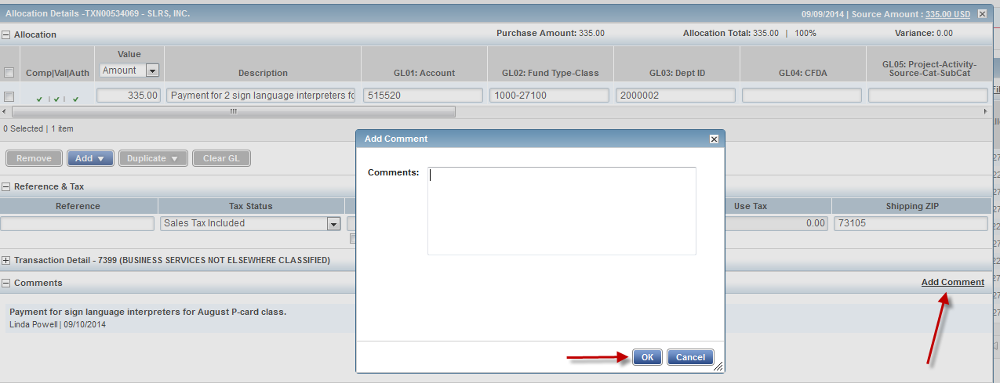 Allocation Details -TXN00534069 - SLRS, INC. 09/09/2014 | Source Amount : 335.00 USD
Allocation Purchase Amount: 335.00 Allocation Total: 335.00 | 100% Variance: 0.00
Comp|Val|Auth Value Description GL01: Account GL02: Fund Type-Class GL03: Dept ID GL04: CFDA GL05: Project-Activity-
Amount Source-Cat-SubCat
335.00 Payment for 2 sign language interpreters fo 515520 1000-27100 2000002
0 Selected | 1 item
Remove Add Duplicate Clear GL
Reference & Tax
Reference Tax Status Use Tax Shipping ZIP
Sales Tax Included 0.00 73105
Transaction Detail - 7399 (BUSINESS SERVICES NOT ELSEWHERE CLASSIFIED)
Comments Add Comment
Payment for sign language interpreters for August P-card class.
Linda Powell | 09/10/2014
Add Comment
Comments:
OK Cancel